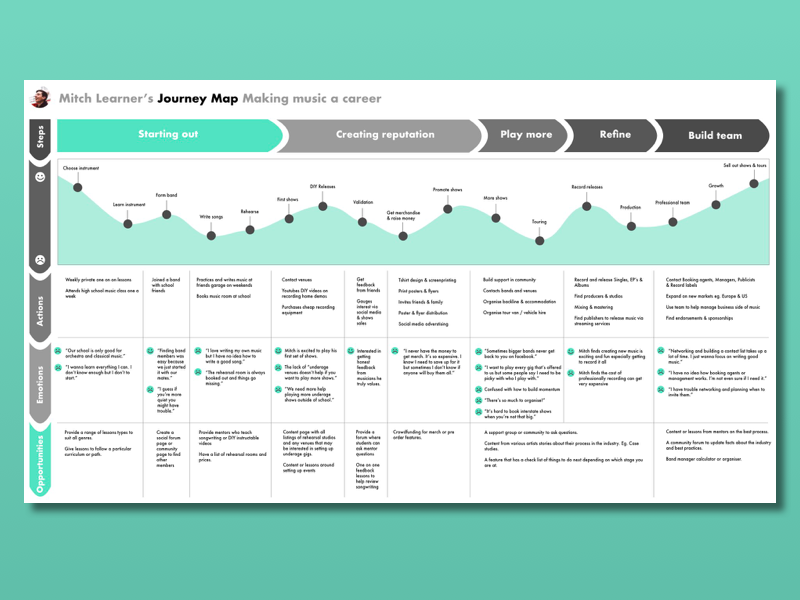 Mitch Learner's Journey Map Making music a career
Steps
Starting out
Creating reputation
Play more
Refine
Build team
Choose instrument
Learn instrument
Form band
Write songs
Rehearse
First shows
DIY Releases
Validation
Get merchandise
& raise money
Promote shows
More shows
Touring
Record releases
Production
Professional team
Growth
Sell out shows & tours
Actions
Weekly private one on on lessons
Attends high school music class one a
week
Joined a band
with school
friends
Practices and writes music at
friends garage on weekends
Books music room at school
Contact venues
Youtubes DIY videos on
recording home demos
Purchases cheap recording
equipment
Get
feedback
from friends
Gauges
interest via
social media
& shows
sales
Tshirt design & screenprinting
Print posters & flyers
Invites friends & family
Poster & flyer distribution
Social media advertising
Build support in community
Contacts bands and venues
Organise backline & accommodation
Organise tour van / vehicle hire
Record and release Singles, EP's &
Albums
Find producers & studios
Mixing & mastering
Find publishers to release music via
streaming services
Contact Booking agents, Managers, Publicists
& Record labels
Expand on new markets eg. Europe & US
Use team to help manage business side of music
Find endorsements & sponsorships
Emotions
"Our school is only good for
orchestra and classical music."
"I wanna learn everything I can. I
don't know enough but I don't to
start."
"Finding band
members was
easy because
we just started
it with our
mates."
"I guess if
you're more
quiet you
might have
trouble."
"I love writing my own music
but I have no idea how to
write a good song."
"The rehearsal room is always
booked out and things go
missing."
Mitch is excited to play his
first set of shows.
The lack of "underage
venues doesn't help if you
want to play more shows."
"We need more help
playing more underage
shows outside of school."
Interested in
getting
honest
feedback
from
musicians he
truly values.
"I never have the money to
get merch. It's so expensive. I
know I need to save up for it
but sometimes I don't know if
anyone will buy them all."
"Sometimes bigger bands never get
back to you on Facebook."
"I want to play every gig that's offered
to us but some people say I need to be
picky with who I play with."
Confused with how to build momentum
"There's so much to organise!"
"It's hard to book interstate shows
when you're not that big."
Mitch finds creating new music is
exciting and fun especially getting
to record it all
Mitch finds the cost of
professional recording can get
very expensive
"Networking and building a contact list takes up a
lot of time. I just wanna focus on writing good
music."
"I have no idea how booking agents or
management works. I'm not even sure if I need it."
"I have trouble networking and planning when to
invite them."
Opportunities
Provide a range of lessons types to
suit all genres.
Give lessons to follow a particular
curriculum or path.
Create a
social forum
page or
community
page to find
other
members
Provide mentors who teach
songwriting or DIY instructable
videos
Have a list of rehearsal rooms and
prices.
Content page with all
listings of rehearsal studios
and any venues that may
be interested in setting up
underage gigs.
Content or lessons around
setting up events
Provide a
forum where
students can
ask mentor
questions
One on one
feedback
lessons to
help review
songwriting
Crowdfunding for merch or pre
order features.
A support group or community to ask questions.
Content from various artists stories about their process in the industry. Eg. Case
studies.
A feature that has a check list of things to do next depending on which stage you
are at.
Content or lessons from mentors on the best process.
A community forum to update facts about the industry
and best practices.
Band manager calculator or organiser.